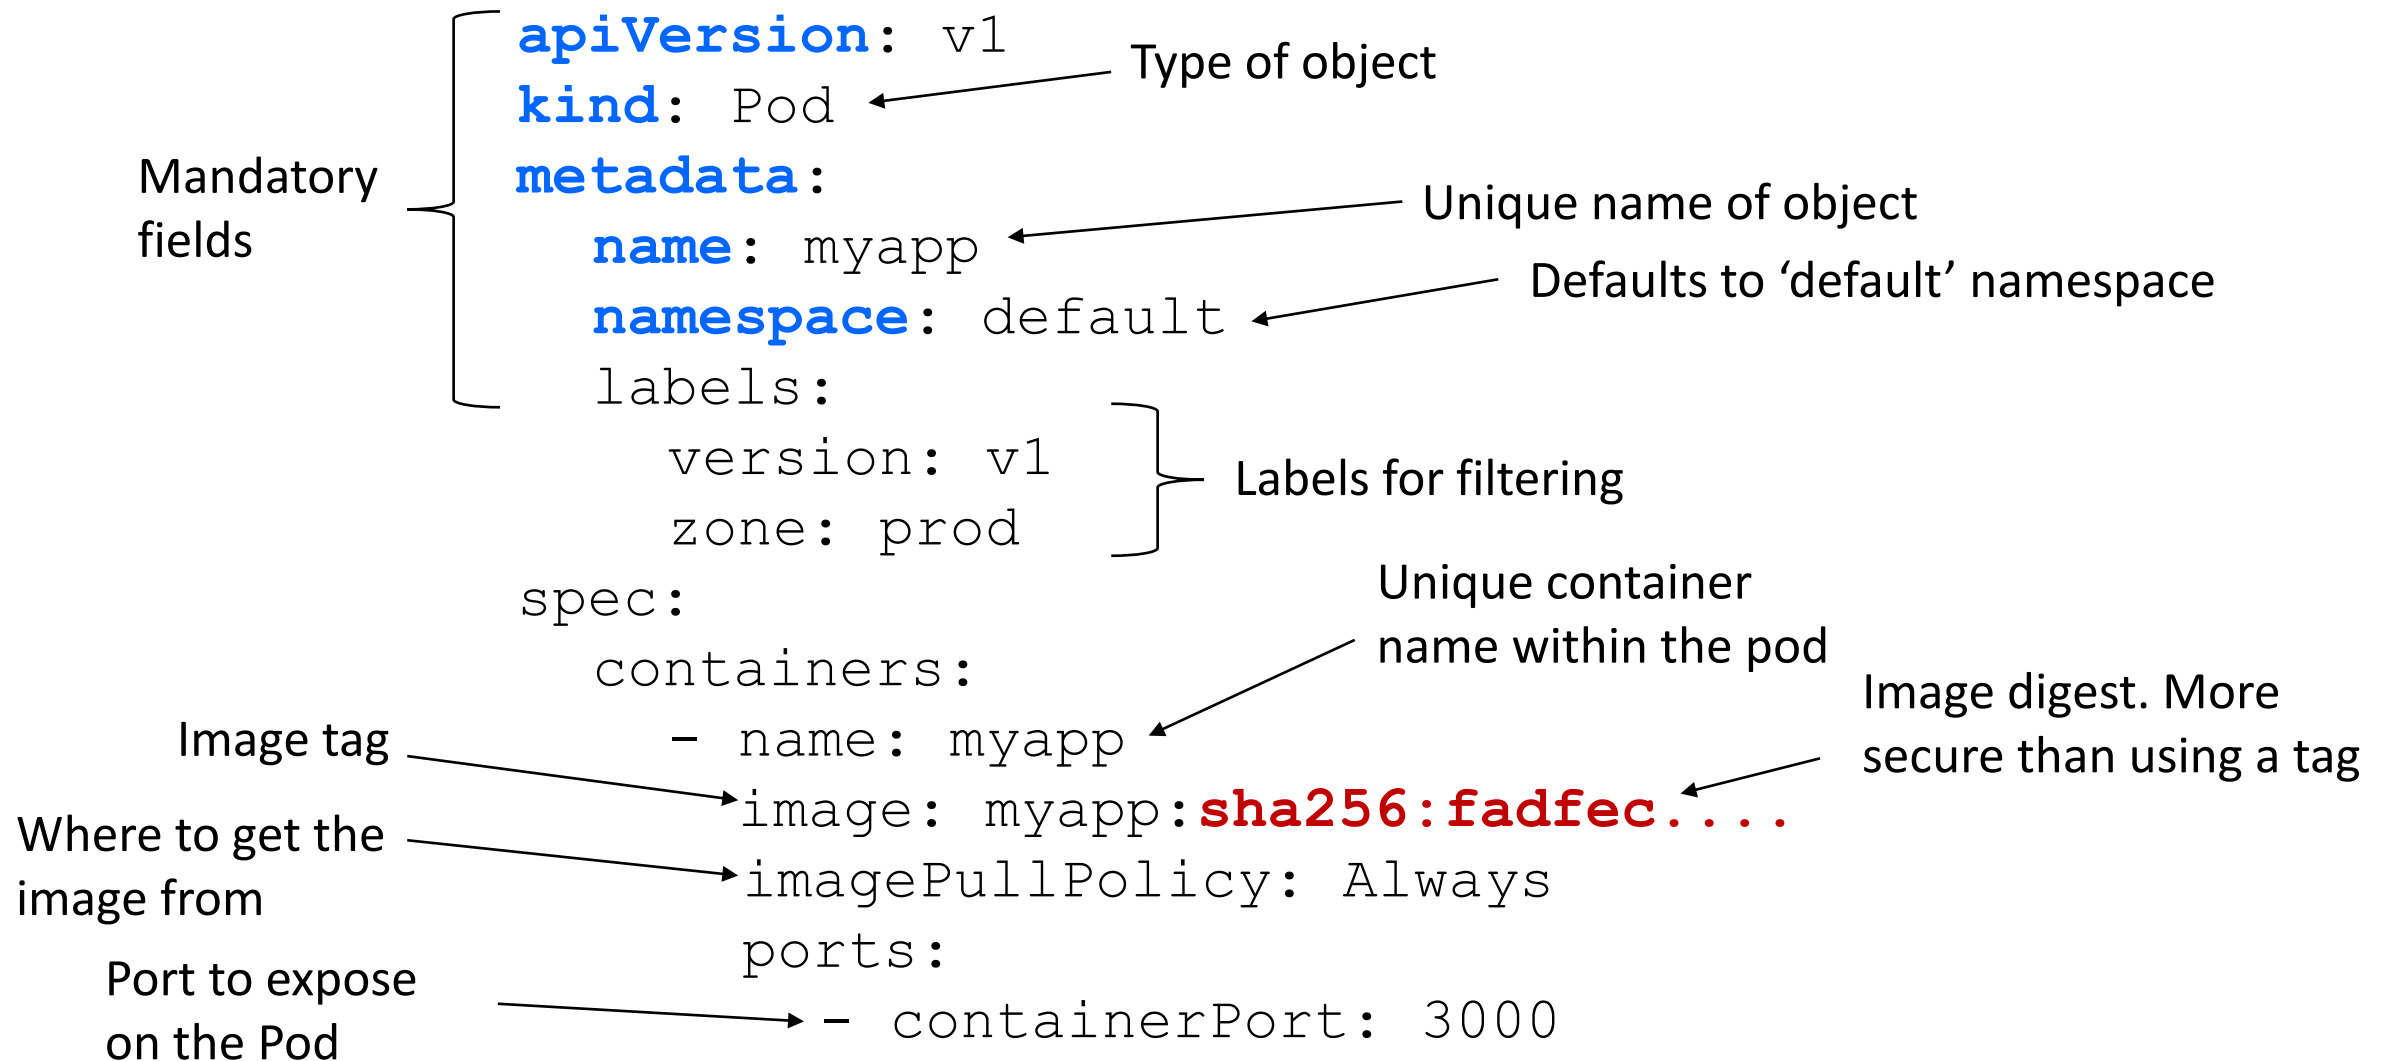 apiVersion: v1
Type of object
kind: Pod
Mandatory
fields
metadata:
Unique name of object
name: myapp
Defaults to ‘default’ namespace
namespace: default
labels:
version: v1
Labels for filtering
zone: prod
spec:
Unique container
name within the pod
containers:
Image digest. More
secure than using a tag
Image tag
- name: myapp
image: myapp:sha256:fadfec....
Where to get the
image from
imagePullPolicy: Always
ports:
Port to expose
on the Pod
- containerPort: 3000